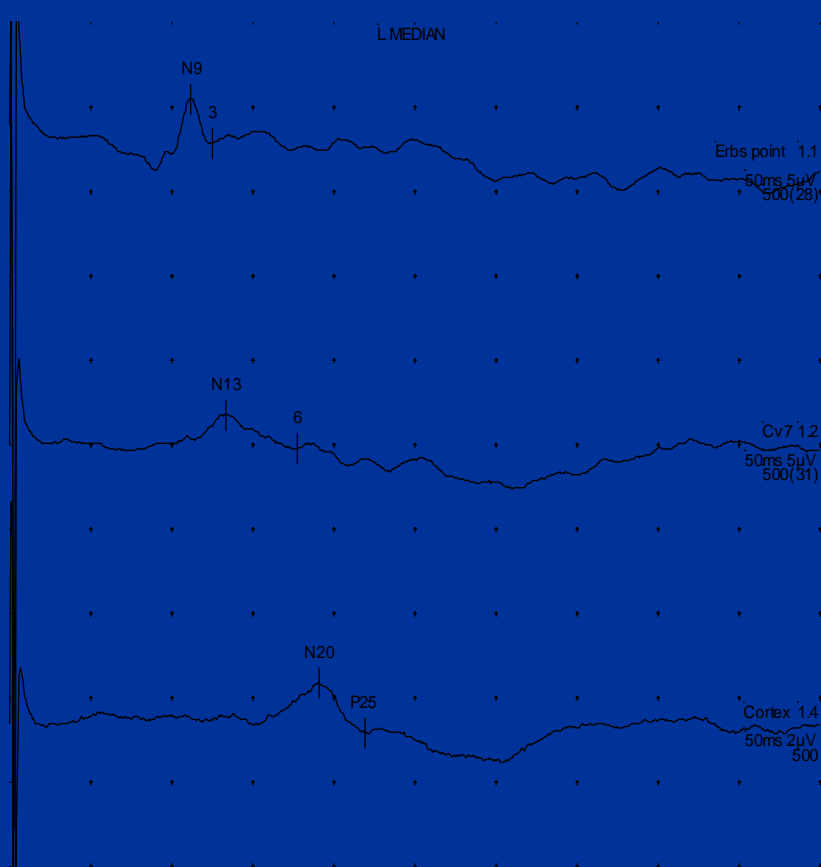 L MEDIAN
N9
3
Erbs point 1.1
50ms 5µV
500(28)
N13
6
Cv7 1.2
50ms 5µV
500(31)
N20
P25
Cortex 1.4
50ms 2µV
500